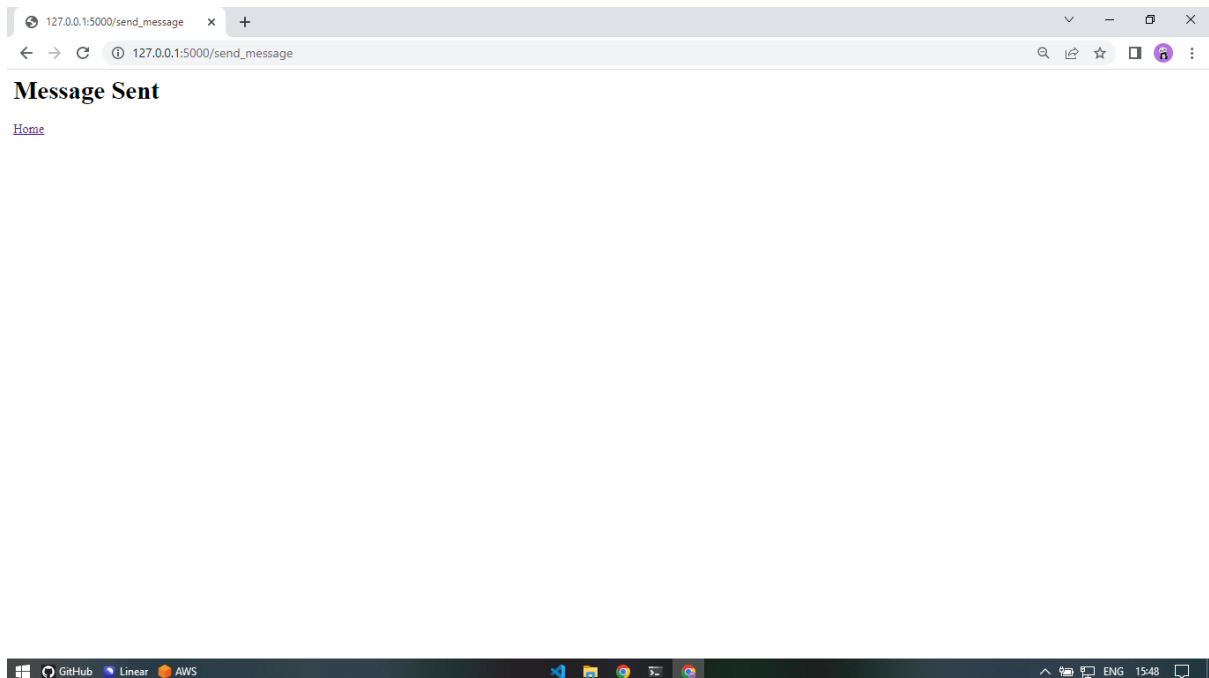 127.0.0.1:5000/send_message
127.0.0.1:5000/send_message
Message Sent
Home
GitHub Linear AWS ENG 15:48